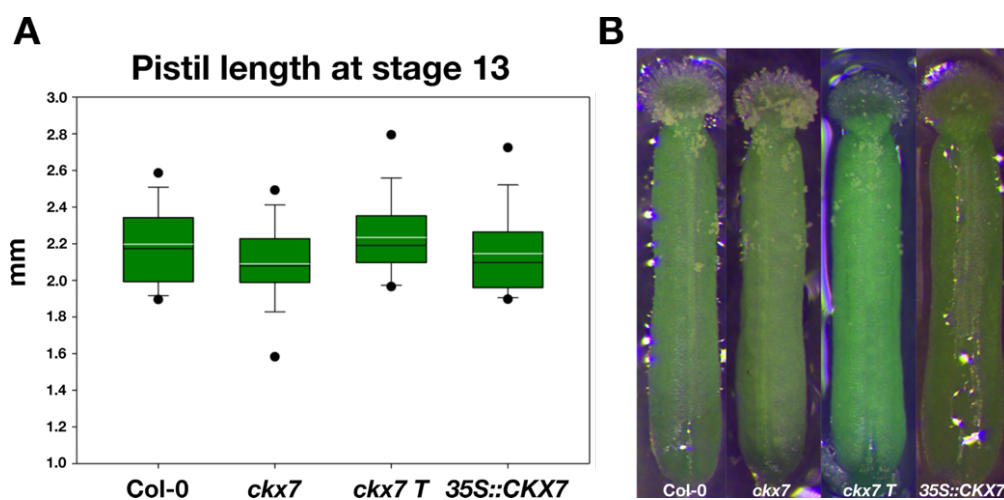 A
Pistil length at stage 13
mm
3.0
2.8
2.6
2.4
2.2
2.0
1.8
1.6
1.4
1.2
1.0
Col-0 ckx7 ckx7 T 35S::CKX7
B
Col-0 ckx7 ckx7 T 35S::CKX7